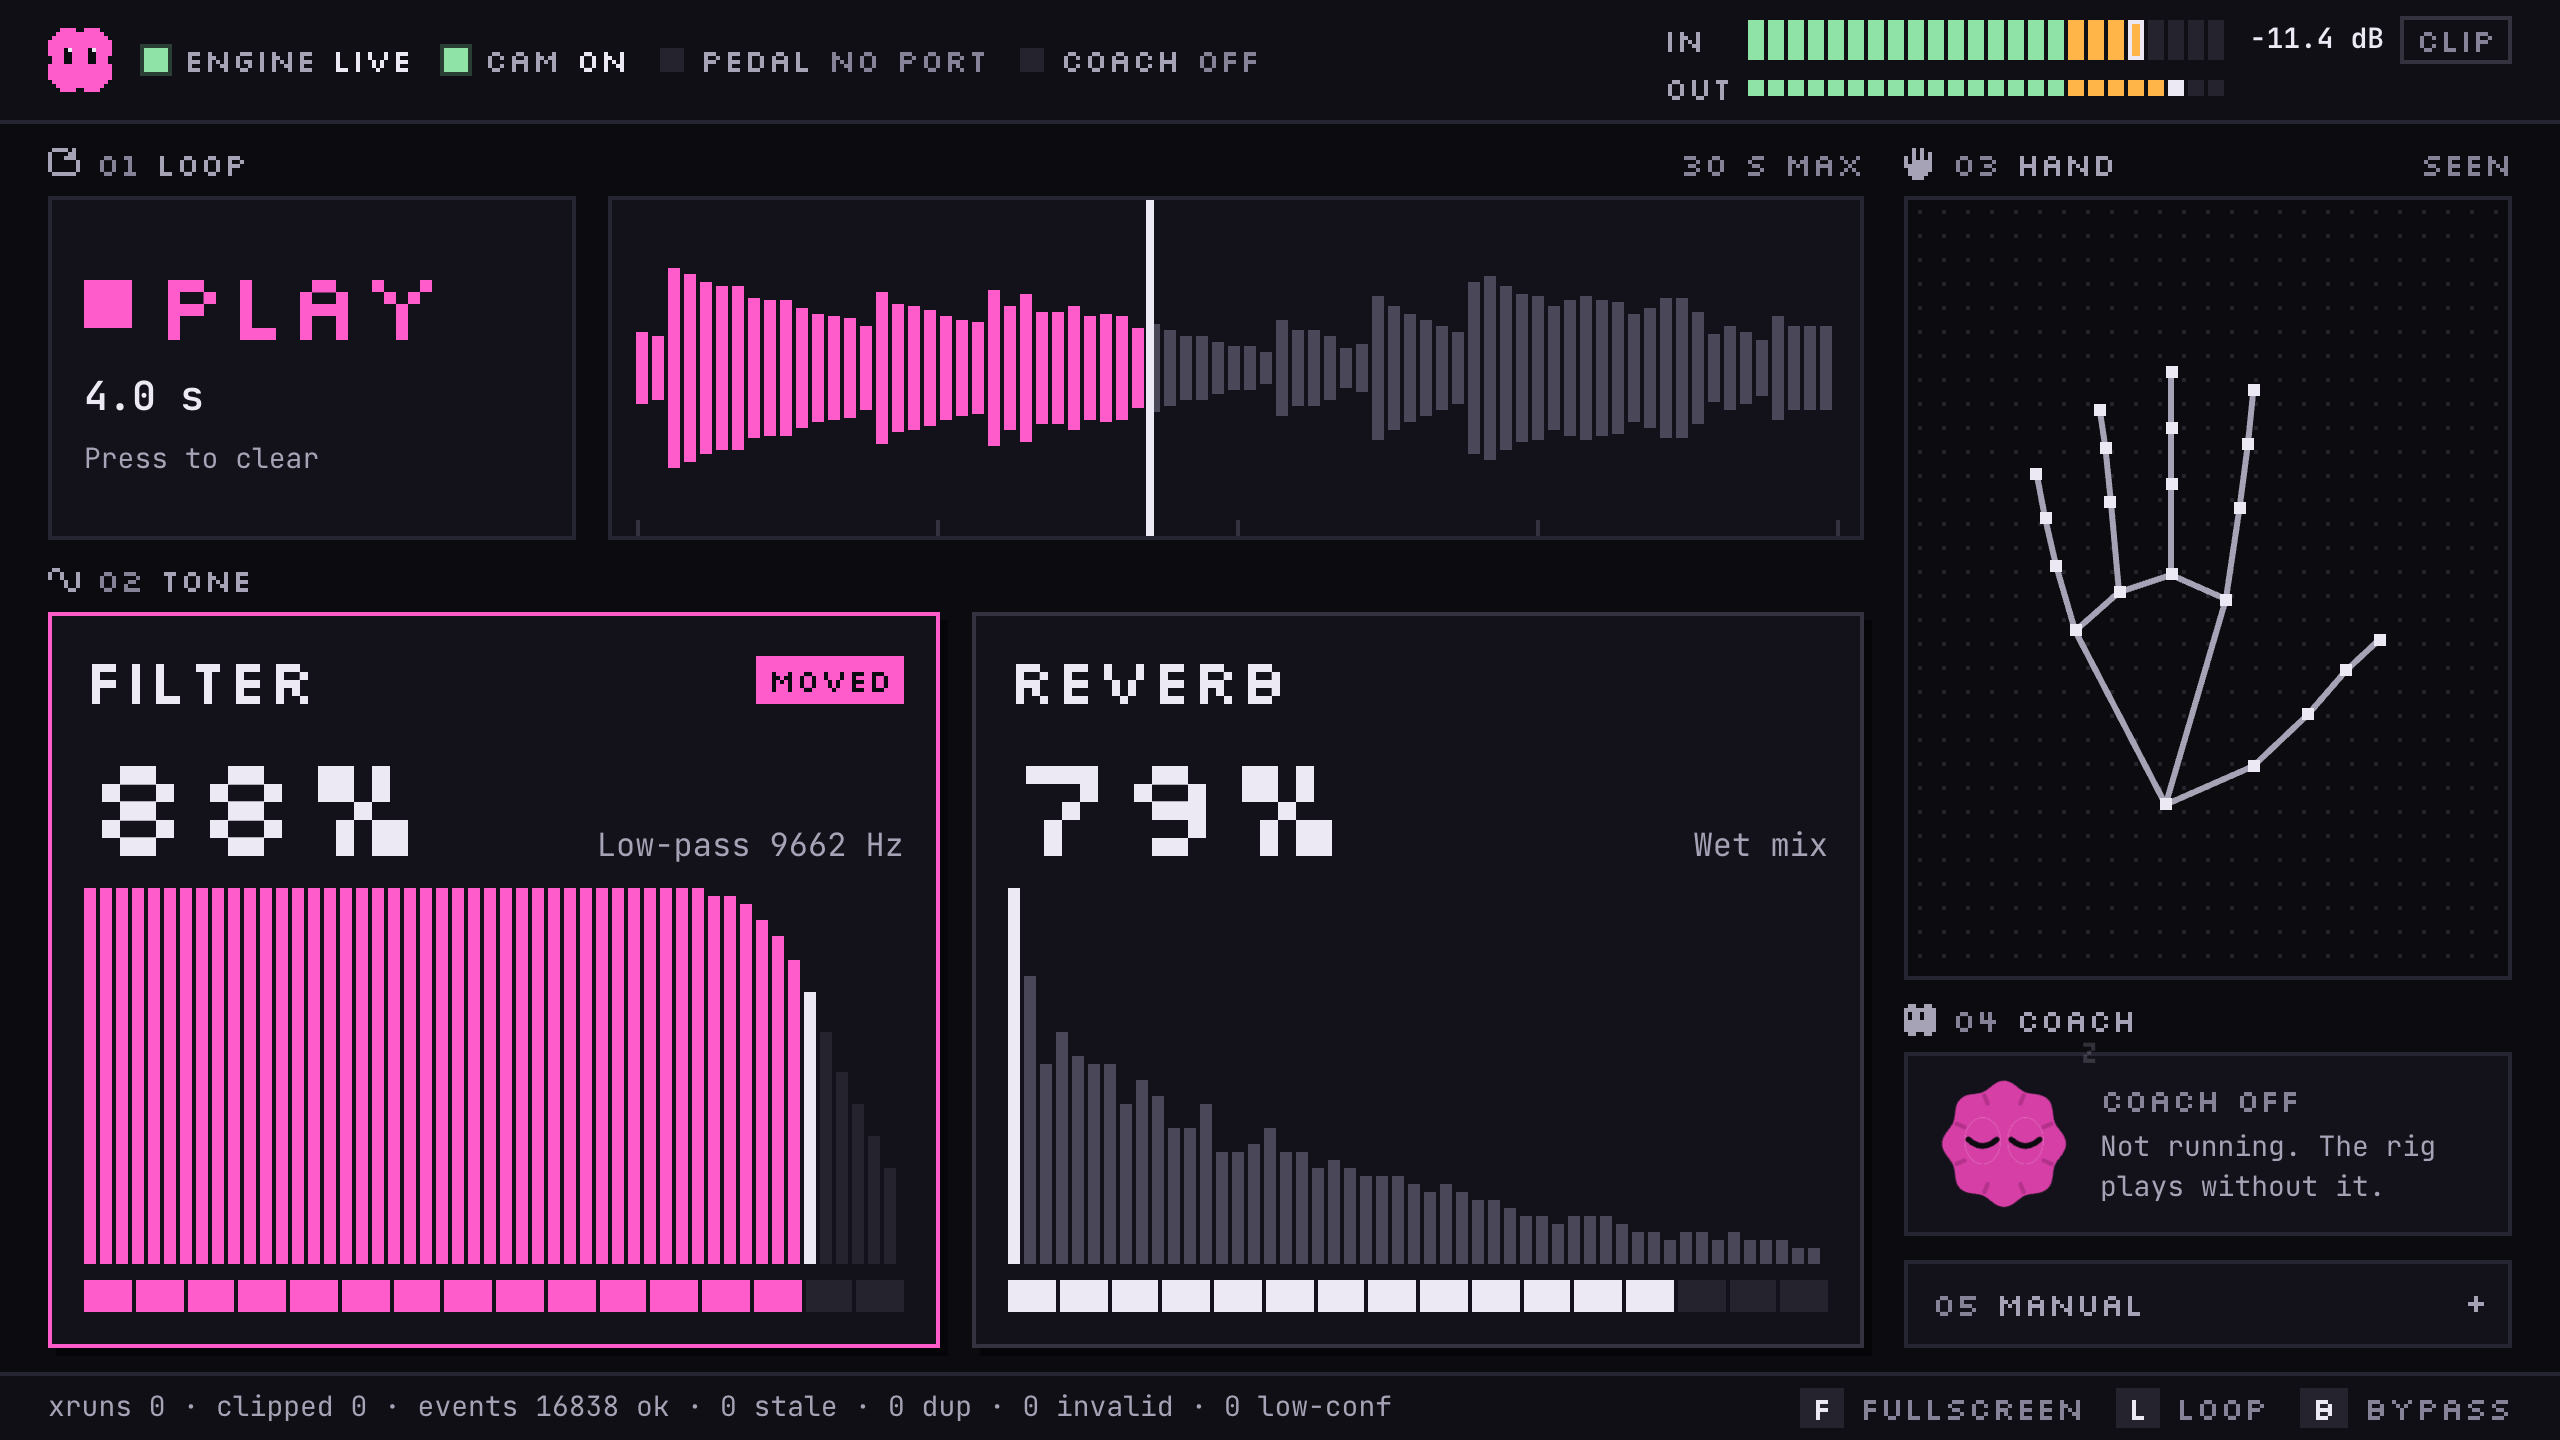 ENGINE LIVE CAM ON PEDAL NO PORT COACH OFF
IN -11.4 dB CLIP
OUT
01 LOOP 30 S MAX
PLAY
4.0 s
Press to clear
02 TONE
FILTER MOVED
88%
Low-pass 9662 Hz
REVERB
79%
Wet mix
03 HAND SEEN
04 COACH
z
COACH OFF
Not running. The rig
plays without it.
05 MANUAL +
xruns 0 · clipped 0 · events 16838 ok · 0 stale · 0 dup · 0 invalid · 0 low-conf
F FULLSCREEN L LOOP B BYPASS